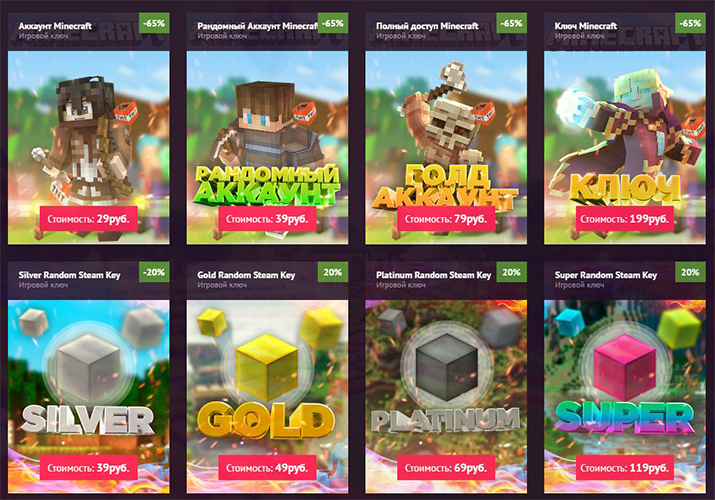 Аккаунт Minecraft
-65%
Игровой ключ
Стоимость: 29руб.
Рандомный Аккаунт Minecraft
-65%
Игровой ключ
РАНДОМНЫЙ
АККАУНТ
Стоимость: 39руб.
Полный доступ Minecraft
-65%
Игровой ключ
ГОЛД
АККАУНТ
Стоимость: 79руб.
Ключ Minecraft
-65%
Игровой ключ
КЛЮЧ
Стоимость: 199руб.
Silver Random Steam Key
-20%
Игровой ключ
SILVER
Стоимость: 39руб.
Gold Random Steam Key
20%
Игровой ключ
GOLD
Стоимость: 49руб.
Platinum Random Steam Key
20%
Игровой ключ
PLATINUM
Стоимость: 69руб.
Super Random Steam Key
20%
Игровой ключ
SUPER
Стоимость: 119руб.